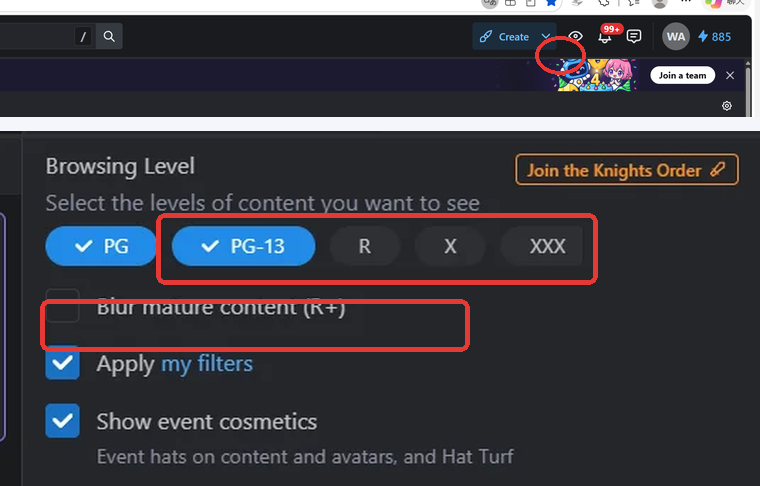 /
Create
99+
WA
885
4
Join a team
Browsing Level
Join the Knights Order
Select the levels of content you want to see
PG
PG-13
R
X
XXX
Blur mature content (R+)
Apply my filters
Show event cosmetics
Event hats on content and avatars, and Hat Turf